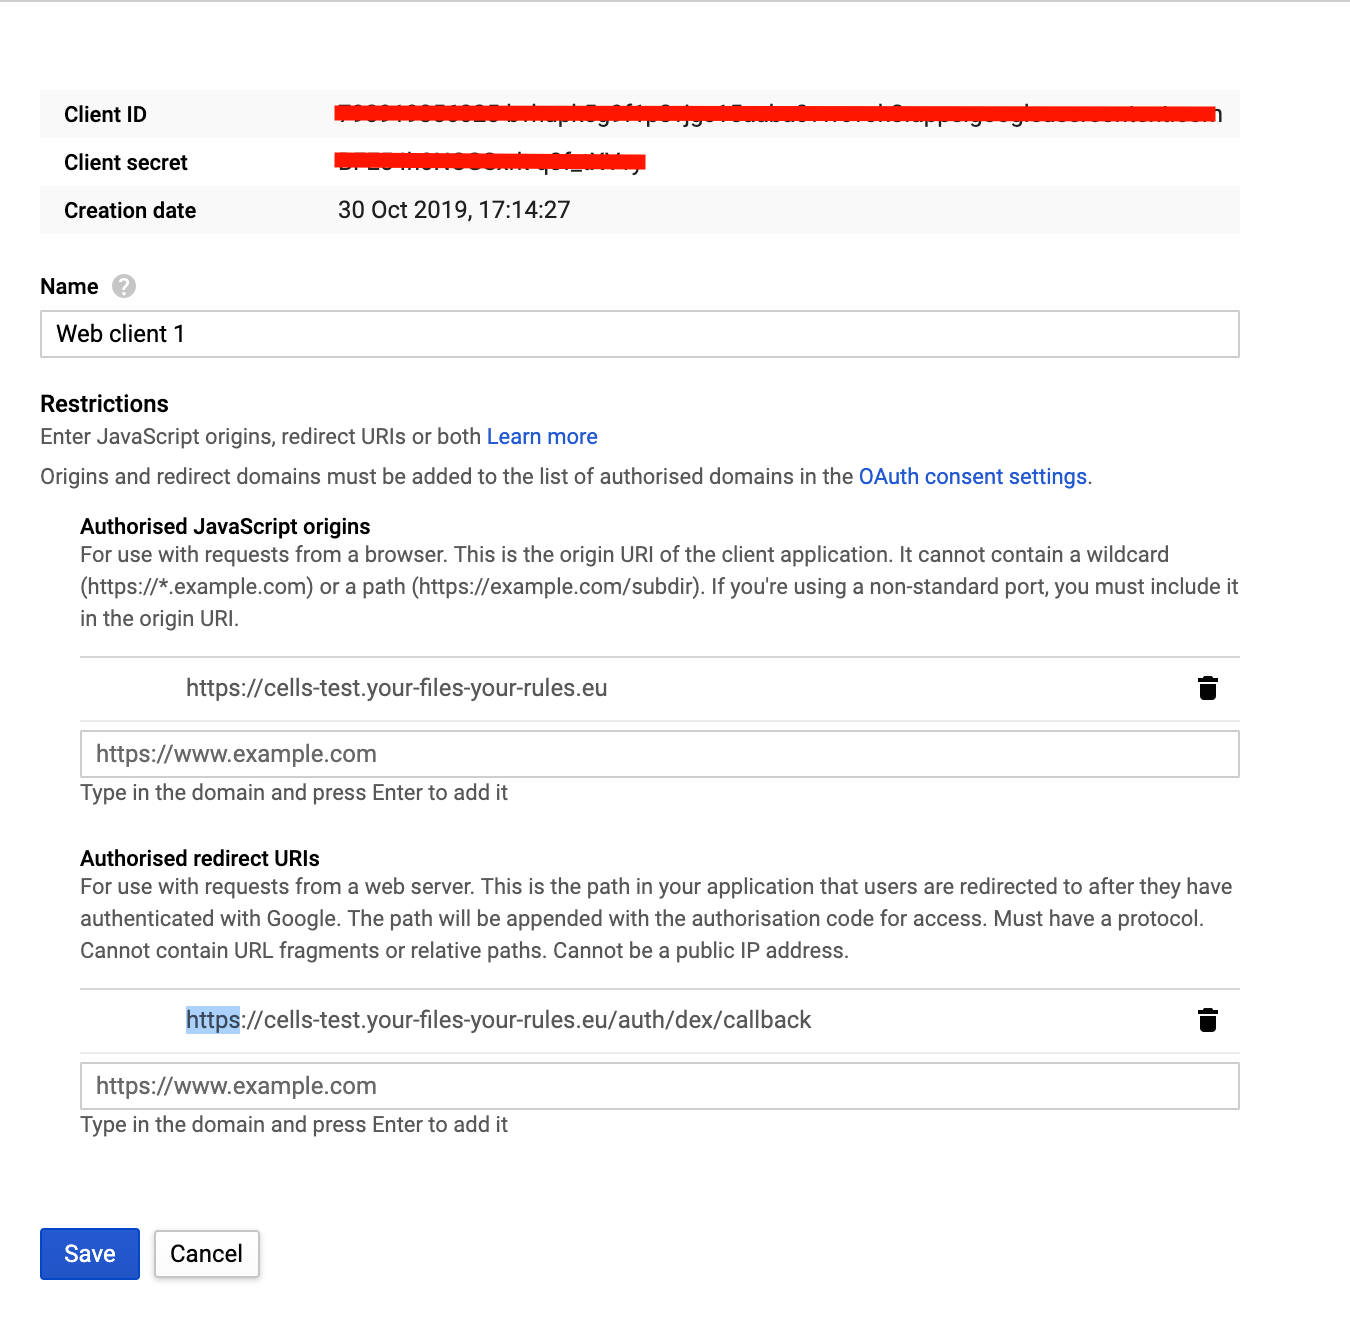 Client ID
Client secret
Creation date 30 Oct 2019, 17:14:27
Name ?
Web client 1
Restrictions
Enter JavaScript origins, redirect URIs or both Learn more
Origins and redirect domains must be added to the list of authorised domains in the OAuth consent settings.
Authorised JavaScript origins
For use with requests from a browser. This is the origin URI of the client application. It cannot contain a wildcard
(https://*.example.com) or a path (https://example.com/subdir). If you're using a non-standard port, you must include it
in the origin URI.
https://cells-test.your-files-your-rules.eu
https://www.example.com
Type in the domain and press Enter to add it
Authorised redirect URIs
For use with requests from a web server. This is the path in your application that users are redirected to after they have
authenticated with Google. The path will be appended with the authorisation code for access. Must have a protocol.
Cannot contain URL fragments or relative paths. Cannot be a public IP address.
https://cells-test.your-files-your-rules.eu/auth/dex/callback
https://www.example.com
Type in the domain and press Enter to add it
Save Cancel